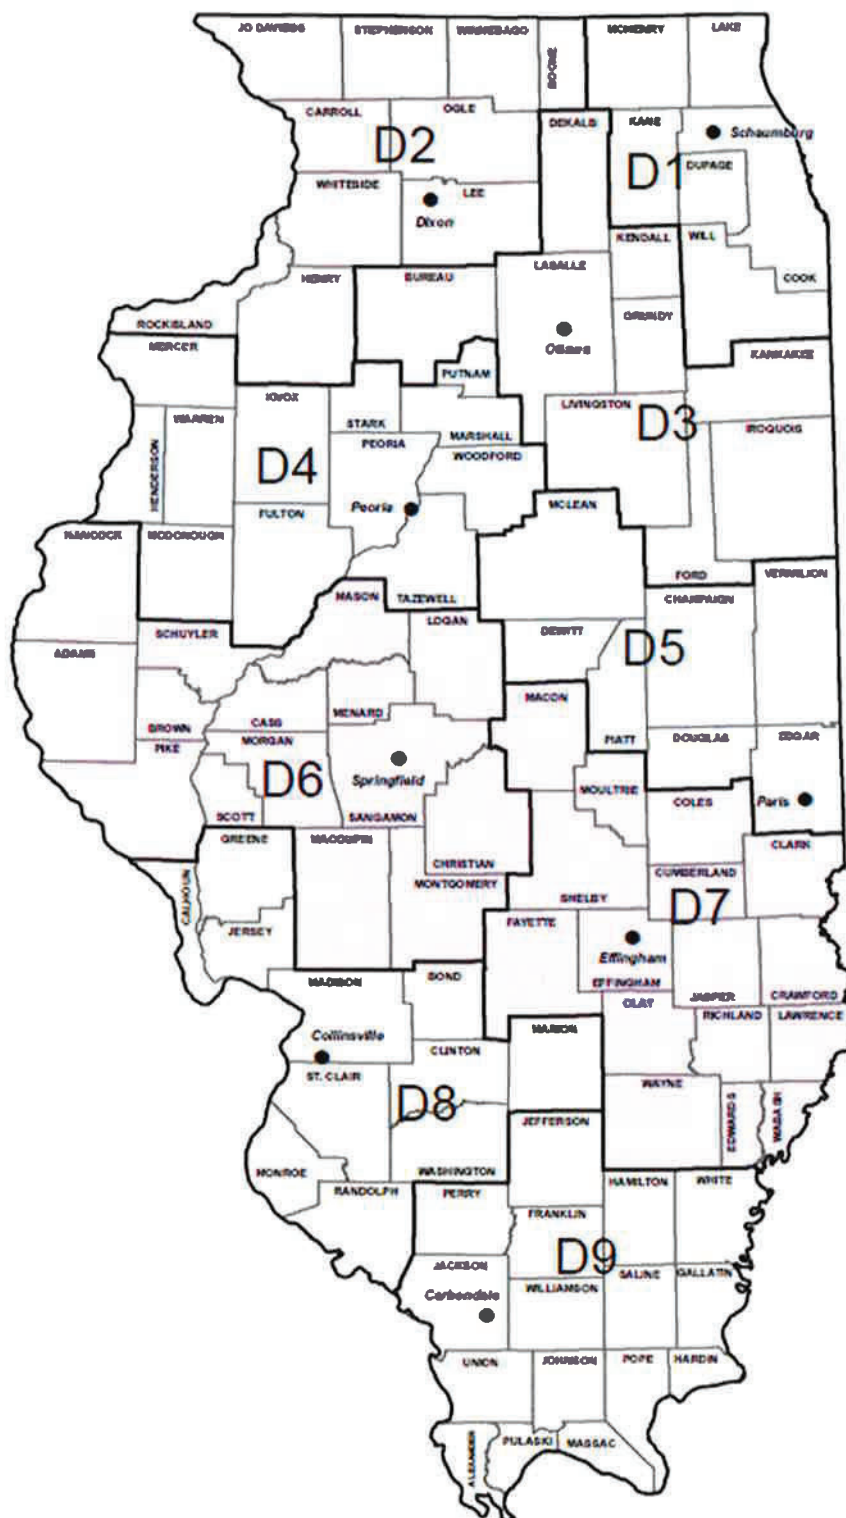 JO DAVIESS
STEPHENSON
WINNEBAGO
BOONE
MCHENRY
LAKE
CARROLL
OGLE
DEKALB
KANE
Schaumburg
D2
D1
DUPAGE
WHITESIDE
LEE
Dixon
KENDALL
WILL
HENRY
BUREAU
LASALLE
COOK
ROCK ISLAND
GRUNDY
Ottawa
MERCER
PUTNAM
KANKAKEE
KNOX
STARK
LIVINGSTON
WARREN
MARSHALL
D3
IROQUOIS
HENDERSON
PEORIA
WOODFORD
D4
Peoria
MCLEAN
FULTON
HANCOCK
MCDONOUGH
FORD
VERMILION
MASON
TAZEWELL
CHAMPAIGN
LOGAN
SCHUYLER
DEWITT
ADAMS
D5
MACON
BROWN
CASS
MENARD
PIKE
MORGAN
PIATT
DOUGLAS
EDGAR
D6
Springfield
MOULTRIE
COLES
Paris
SCOTT
SANGAMON
GREENE
MACOUPIN
CLARK
CHRISTIAN
CUMBERLAND
CALHOUN
MONTGOMERY
SHELBY
D7
FAYETTE
JERSEY
Effingham
MADISON
BOND
EFFINGHAM
JASPER
CRAWFORD
CLAY
RICHLAND
LAWRENCE
Collinsville
MARION
CLINTON
ST. CLAIR
WAYNE
D8
EDWARDS
WABASH
JEFFERSON
MONROE
WASHINGTON
HAMILTON
WHITE
RANDOLPH
PERRY
FRANKLIN
D9
JACKSON
SALINE
GALLATIN
Carbondale
WILLIAMSON
UNION
JOHNSON
POPE
HARDIN
ALEXANDER
PULASKI
MASSAC